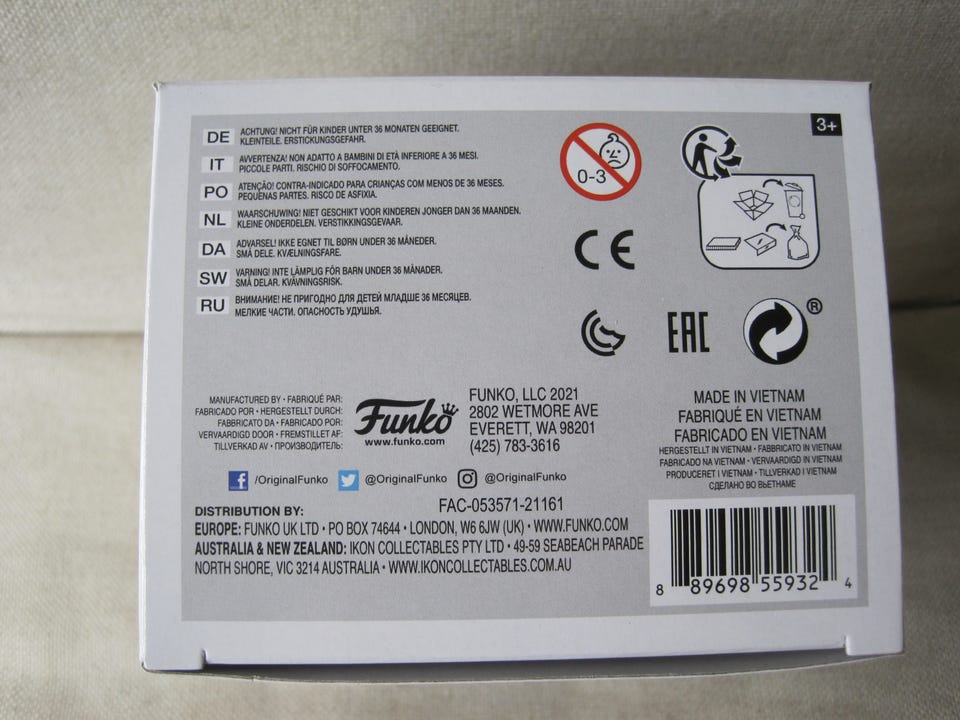 DE ACHTUNG! NICHT FÜR KINDER UNTER 36 MONATEN GEEIGNET.
KLEINTEILE. ERSTICKUNGSGEFAHR.
IT AVVERTENZA! NON ADATTO A BAMBINI DI ETÀ INFERIORE A 36 MESI.
PICCOLE PARTI. RISCHIO DI SOFFOCAMENTO.
PO ATENÇÃO! CONTRA-INDICADO PARA CRIANÇAS COM MENOS DE 36 MESES.
PEQUENAS PARTES. RISCO DE ASFIXIA.
NL WAARSCHUWING! NIET GESCHIKT VOOR KINDEREN JONGER DAN 36 MAANDEN.
KLEINE ONDERDELEN. VERSTIKKINGSGEVAAR.
DA ADVARSEL! IKKE EGNET TIL BØRN UNDER 36 MÅNEDER.
SMÅ DELE. KVÆLNINGSFARE.
SW VARNING! INTE LÄMPLIG FÖR BARN UNDER 36 MÅNADER.
SMÅ DELAR. KVÄVNINGSRISK.
RU ВНИМАНИЕ! НЕ ПРИГОДНО ДЛЯ ДЕТЕЙ МЛАДШЕ 36 МЕСЯЦЕВ.
МЕЛКИЕ ЧАСТИ. ОПАСНОСТЬ УДУШЬЯ.
0-3
3+
CE
EAC
®
MANUFACTURED BY • FABRIQUÉ PAR:
FABRICADO POR • HERGESTELLT DURCH:
FABBRICATO DA • FABRICADO POR:
VERVAARDIGD DOOR • FREMSTILLET AF:
TILLVERKAD AV • ПРОИЗВОДИТЕЛЬ:
Funko
www.funko.com
FUNKO, LLC 2021
2802 WETMORE AVE
EVERETT, WA 98201
(425) 783-3616
MADE IN VIETNAM
FABRIQUÉ EN VIETNAM
FABRICADO EN VIETNAM
HERGESTELLT IN VIETNAM • FABBRICATO IN VIETNAM
FABRICADO NA VIETNAM • VERVAARDIGD IN VIETNAM
PRODUCERET I VIETNAM • TILLVERKAD I VIETNAM
СДЕЛАНО ВО ВЬЕТНАМЕ
f /OriginalFunko @OriginalFunko @OriginalFunko
FAC-053571-21161
DISTRIBUTION BY:
EUROPE: FUNKO UK LTD • PO BOX 74644 • LONDON, W6 6JW (UK) • WWW.FUNKO.COM
AUSTRALIA & NEW ZEALAND: IKON COLLECTABLES PTY LTD • 49-59 SEABEACH PARADE
NORTH SHORE, VIC 3214 AUSTRALIA • WWW.IKONCOLLECTABLES.COM.AU
8 89698 55932 4